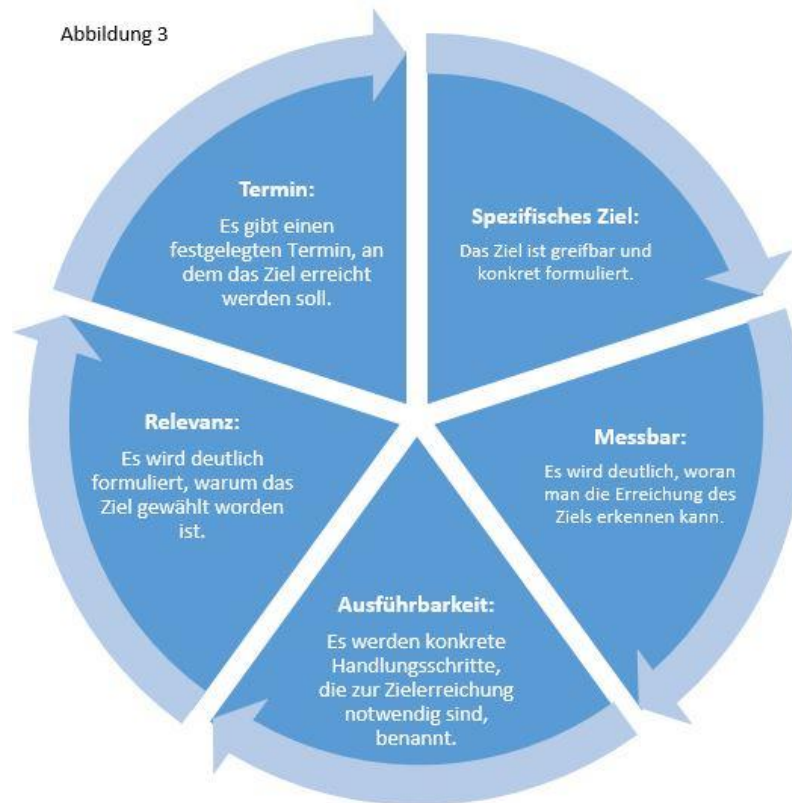 Abbildung 3
Spezifisches Ziel:
Das Ziel ist greifbar und
konkret formuliert.
Messbar:
Es wird deutlich, woran
man die Erreichung des
Ziels erkennen kann.
Ausführbarkeit:
Es werden konkrete
Handlungsschritte,
die zur Zielerreichung
notwendig sind,
benannt.
Relevanz:
Es wird deutlich
formuliert, warum das
Ziel gewählt worden
ist.
Termin:
Es gibt einen
festgelegten Termin, an
dem das Ziel erreicht
werden soll.